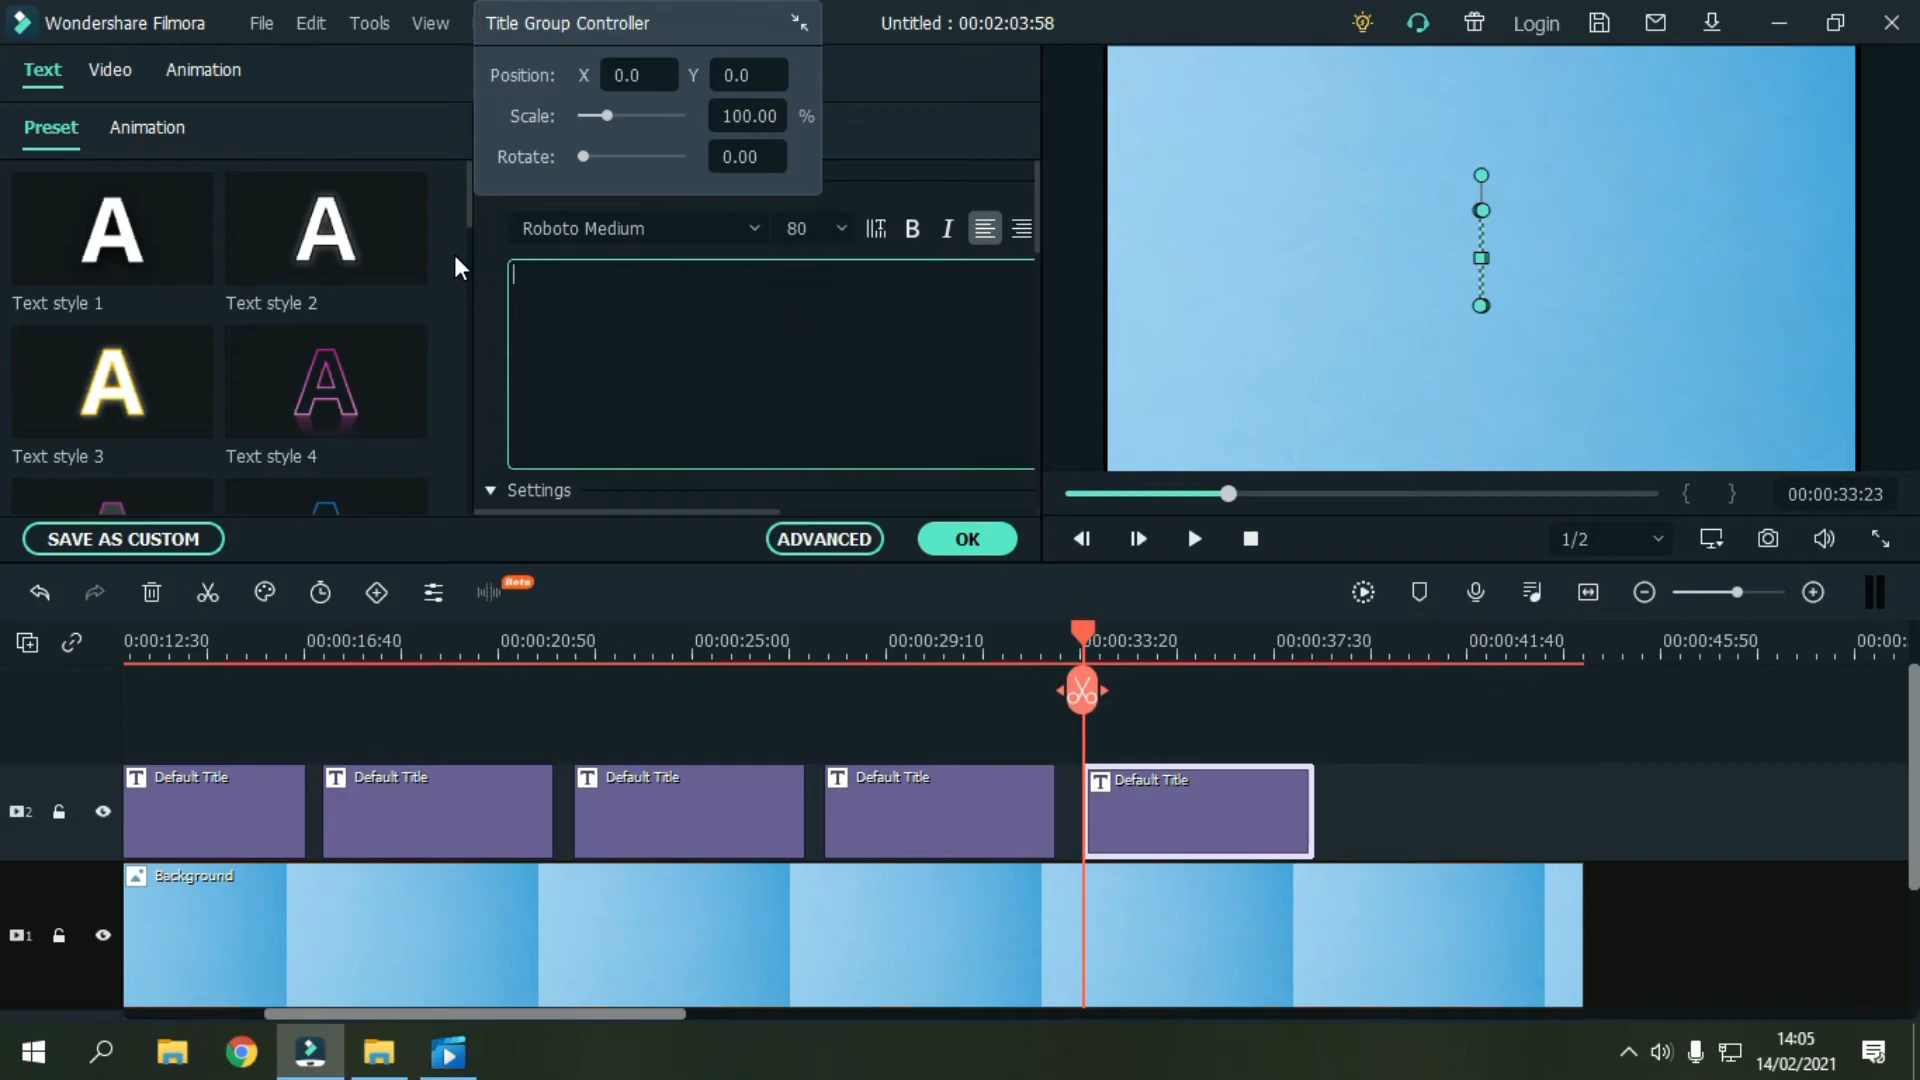 Wondershare Filmora
File
Edit
Tools
View
Title Group Controller
Untitled : 00:02:03:58
Login
Text
Video
Animation
Position:
X
0.0
Y
0.0
Scale:
100.00
%
Rotate:
0.00
Preset
Animation
A
A
Text style 1
Text style 2
A
A
Text style 3
Text style 4
Roboto Medium
80
B
I
Settings
SAVE AS CUSTOM
ADVANCED
OK
{
}
00:00:33:23
1/2
Beta
0:00:12:30
00:00:16:40
00:00:20:50
00:00:25:00
00:00:29:10
00:00:33:20
00:00:37:30
00:00:41:40
00:00:45:50
00:00:
T Default Title
T Default Title
T Default Title
T Default Title
T Default Title
2
Background
1
14:05
14/02/2021